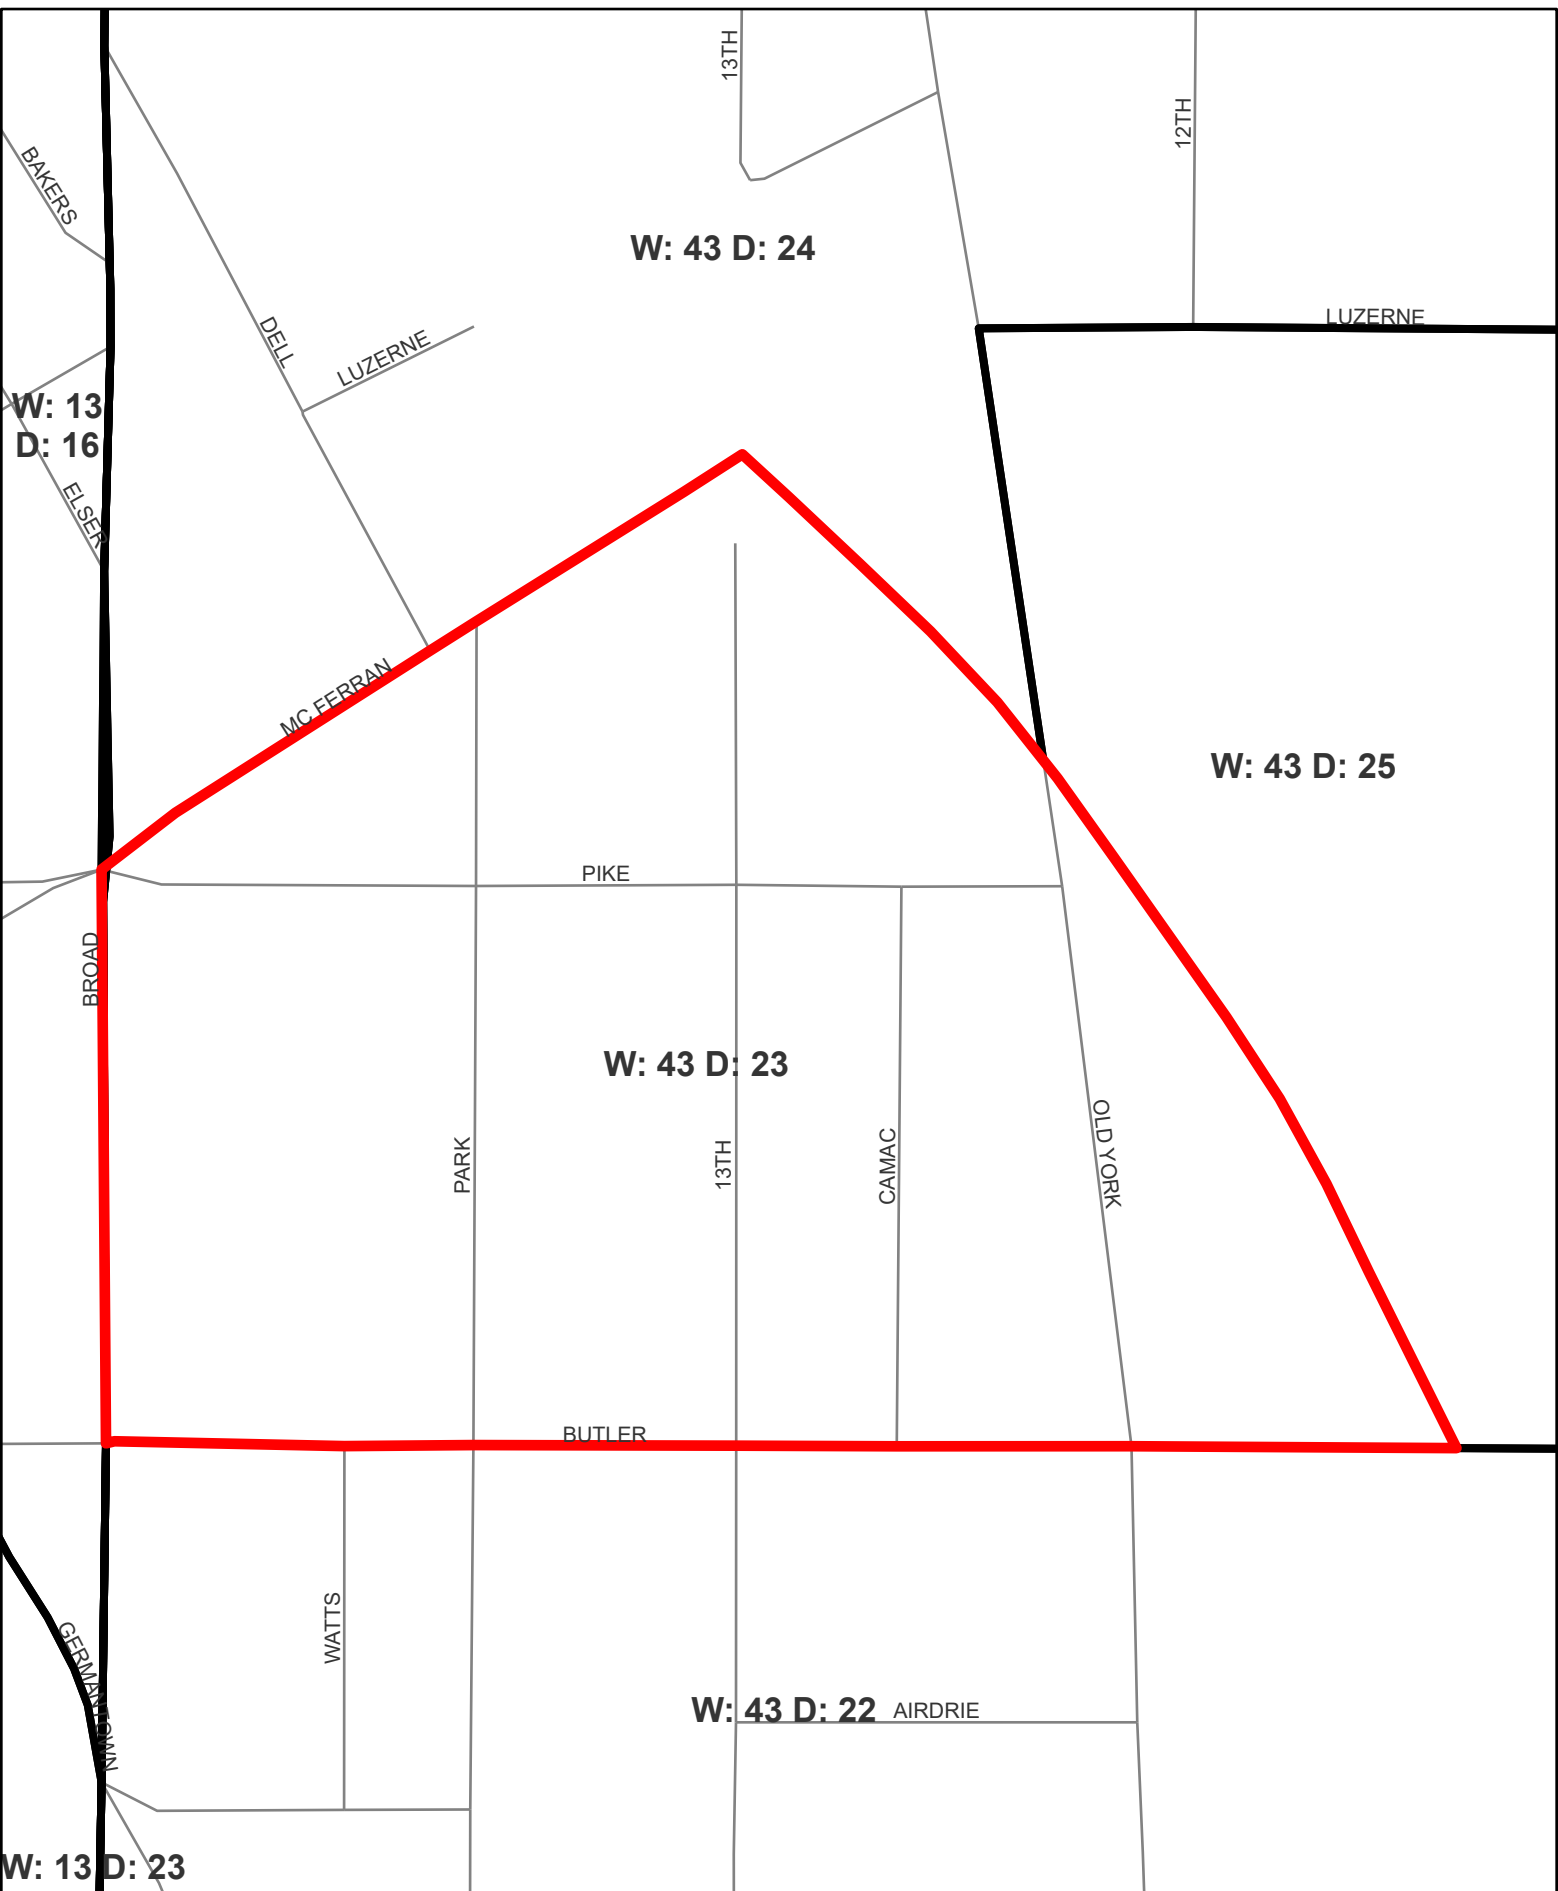 13TH
12TH
BAKERS
W: 43 D: 24
LUZERNE
DELL
LUZERNE
W: 13
D: 16
ELSER
MC FERRAN
W: 43 D: 25
PIKE
BROAD
W: 43 D: 23
PARK
13TH
CAMAC
OLD YORK
BUTLER
WATTS
GERMANTOWN
W: 43 D: 22
AIRDRIE
W: 13 D: 23